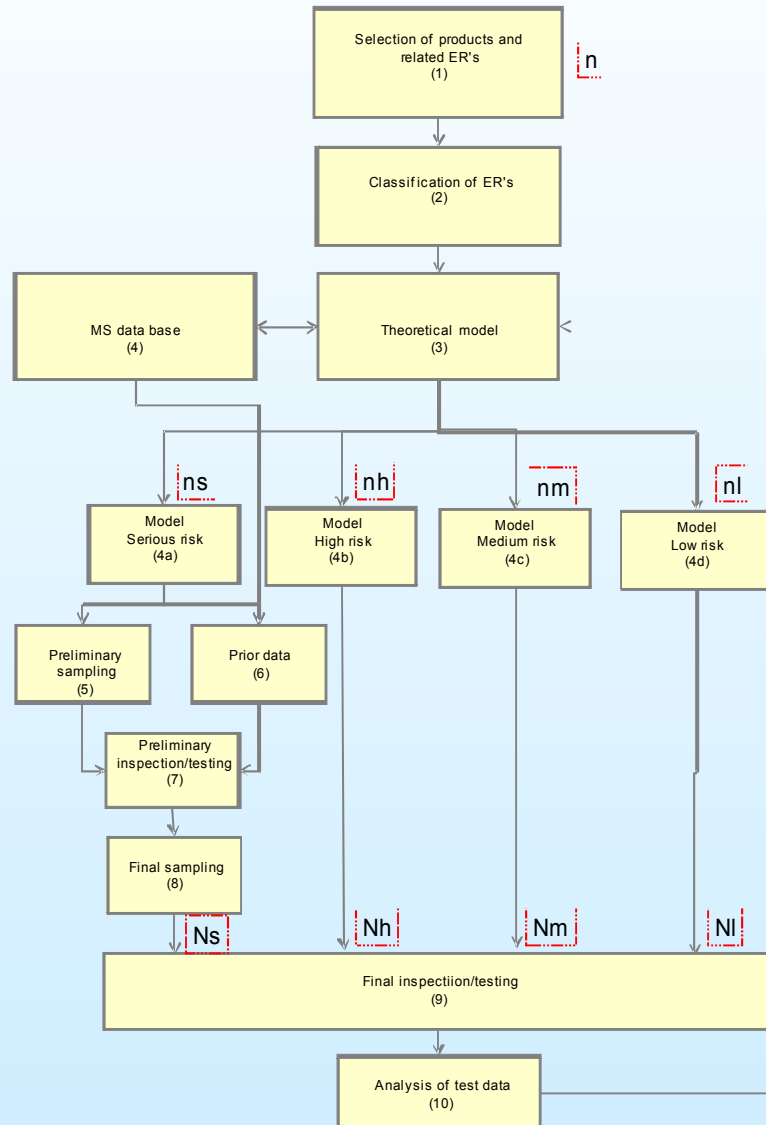 Selection of products and
related ER's
(1)
n
Classification of ER's
(2)
MS data base
(4)
Theoretical model
(3)
ns
nh
nm
nl
Model
Serious risk
(4a)
Model
High risk
(4b)
Model
Medium risk
(4c)
Model
Low risk
(4d)
Preliminary
sampling
(5)
Prior data
(6)
Preliminary
inspection/testing
(7)
Final sampling
(8)
Ns
Nh
Nm
Nl
Final inspectiion/testing
(9)
Analysis of test data
(10)